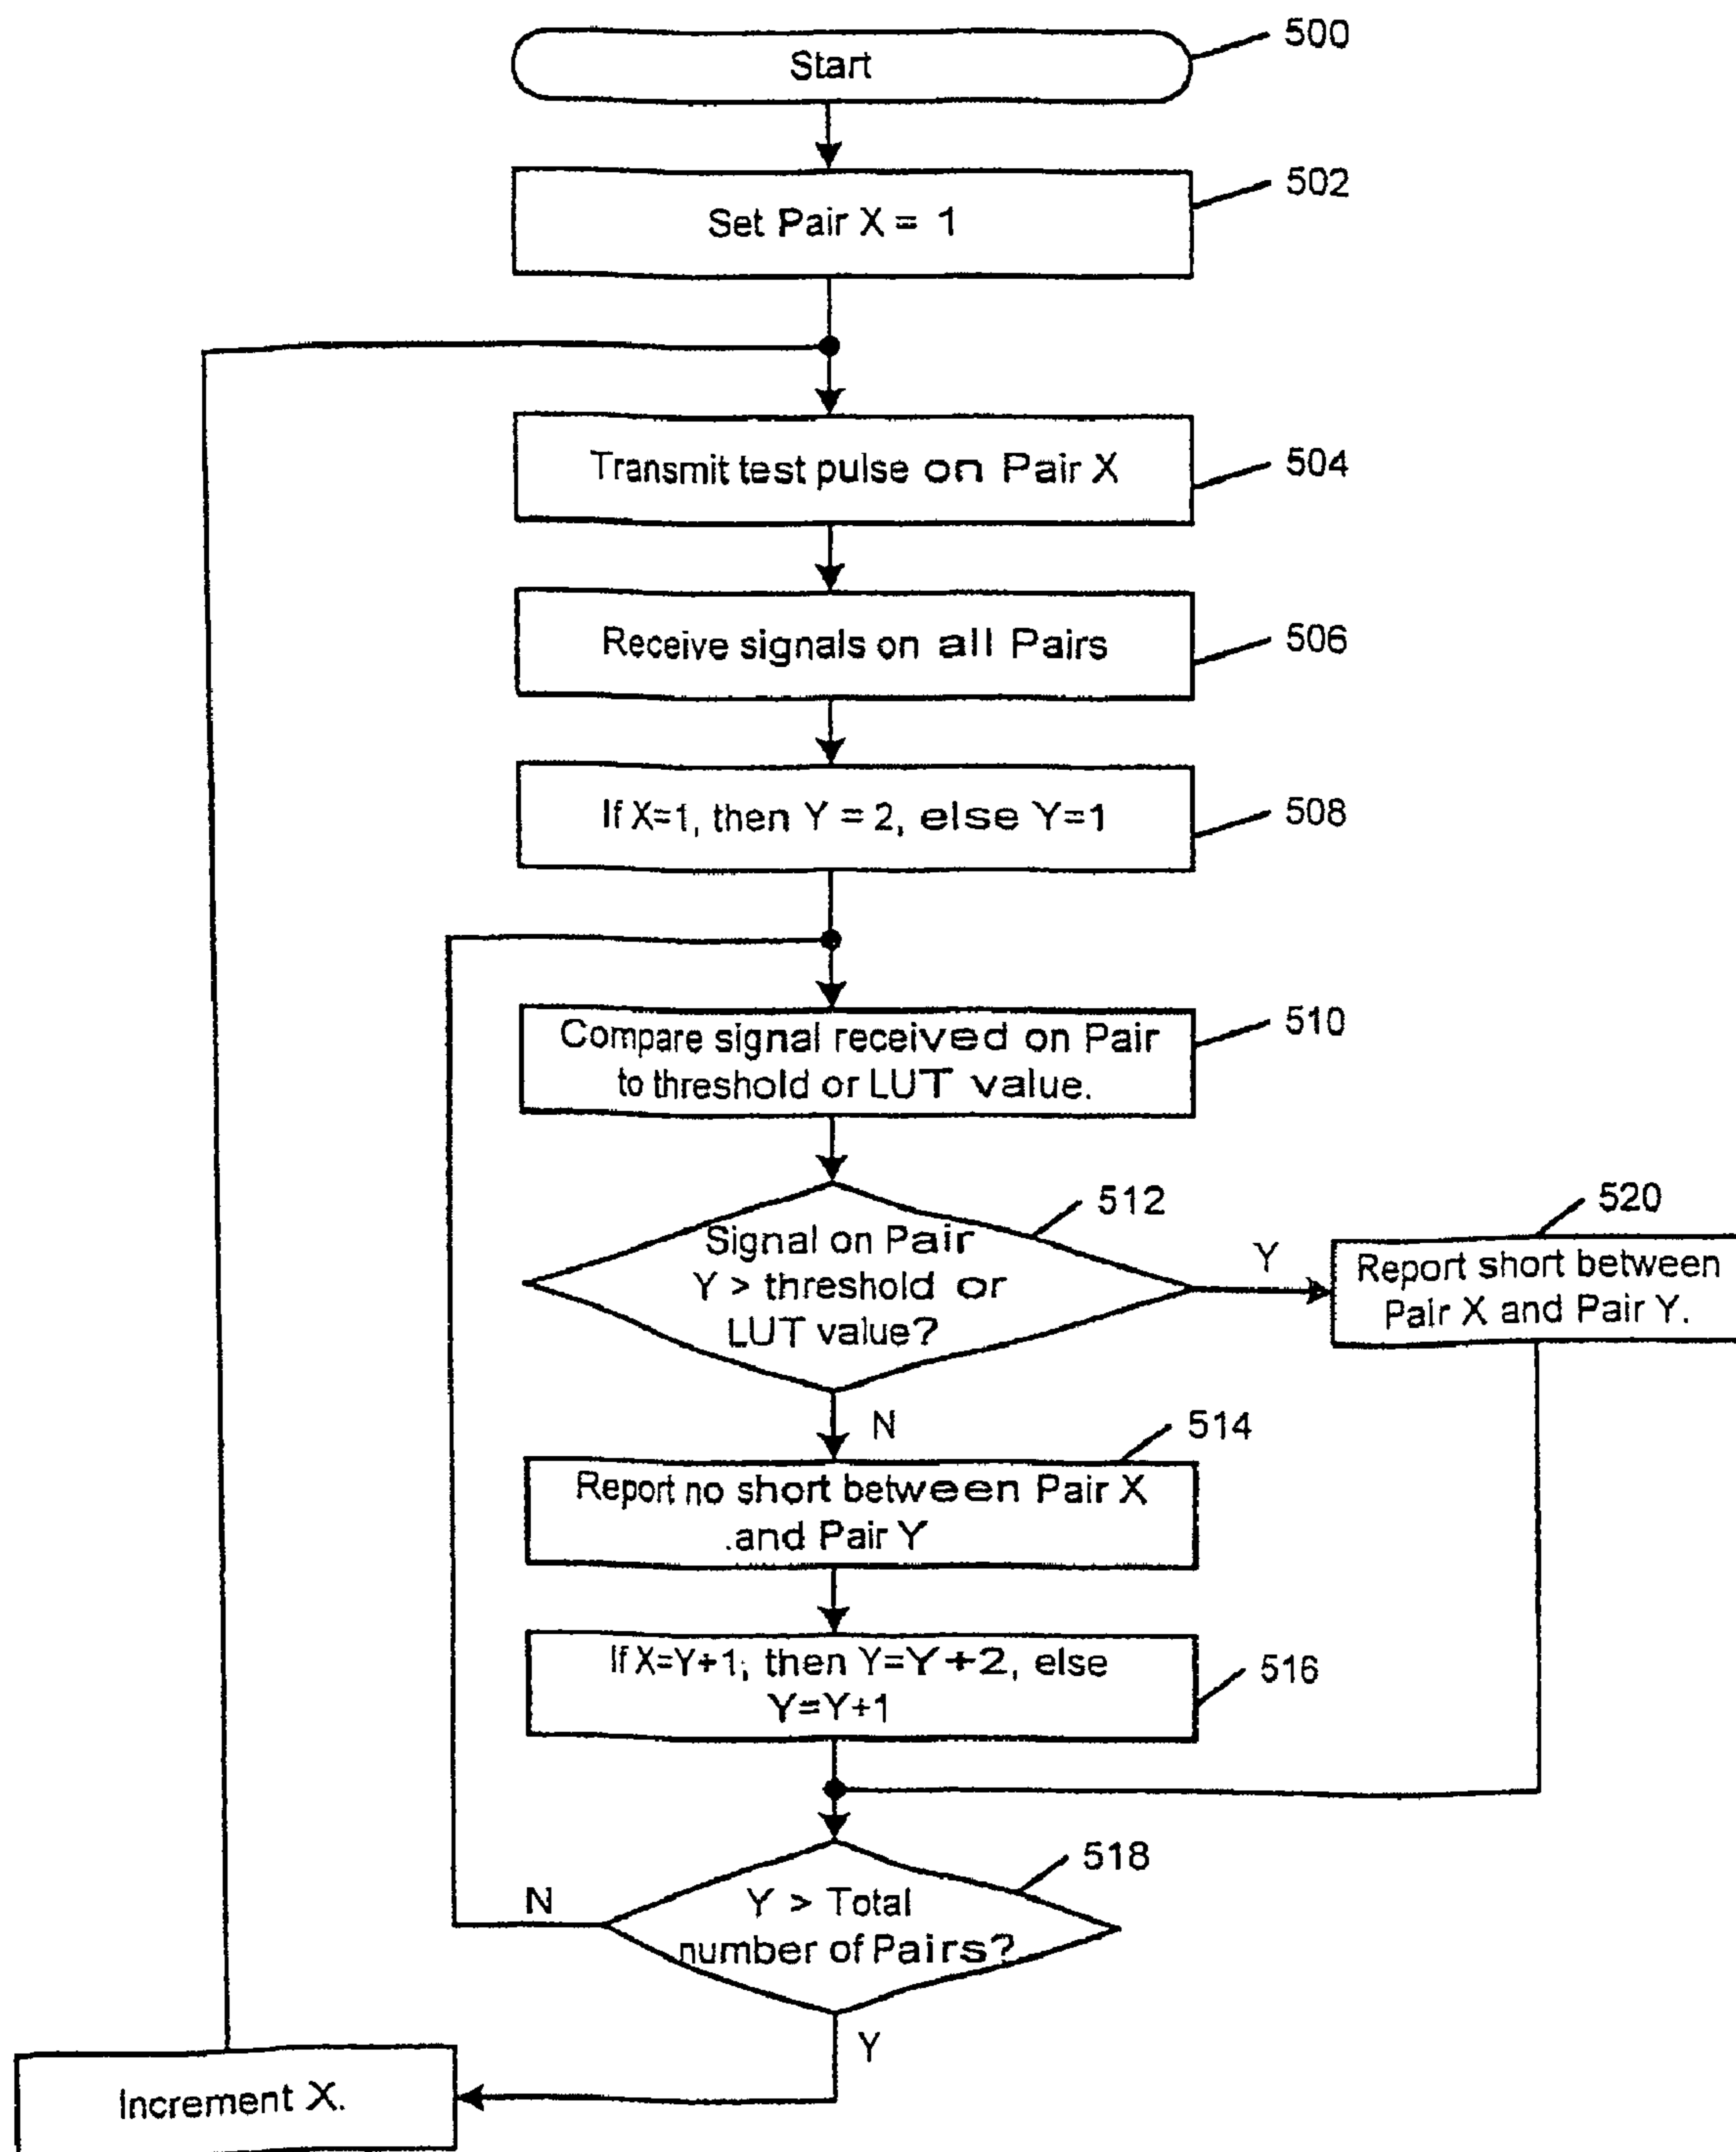 Start
500
Set Pair X = 1
502
Transmit test pulse on Pair X
504
Receive signals on all Pairs
506
If X=1, then Y = 2, else Y=1
508
Compare signal received on Pair
to threshold or LUT value.
510
Signal on Pair
Y > threshold or
LUT value?
512
Y
520
Report short between
Pair X and Pair Y.
N
514
Report no short between Pair X
.and Pair Y
If X=Y+1, then Y=Y+2, else
Y=Y+1
516
Y > Total
number of Pairs?
518
N
Y
Increment X.